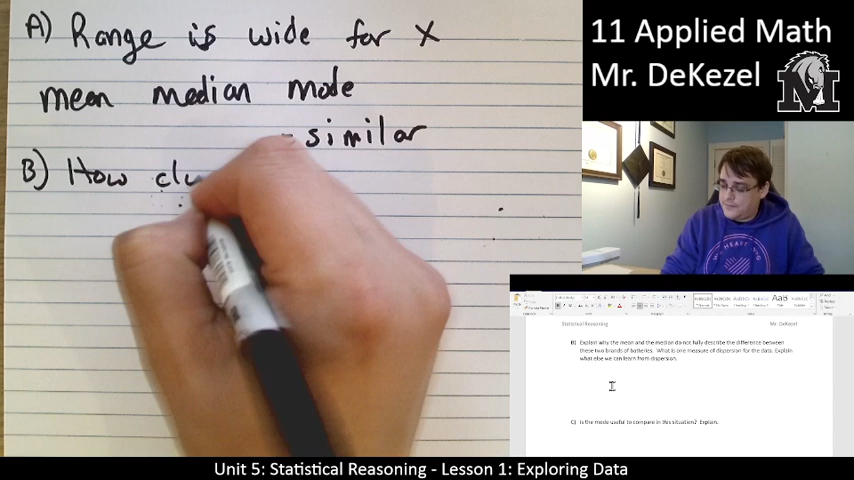 A) Range is wide for X
mean median mode
- similar
B) How clu
11 Applied Math
Mr. DeKezel
M
Statistical Reasoning
Mr. DeKezel
B) Explain why the mean and the median do not fully describe the difference between
these two brands of batteries. What is one measure of dispersion for the data. Explain
what else we can learn from dispersion.
C) Is the mode useful to compare in this situation? Explain.
Unit 5: Statistical Reasoning - Lesson 1: Exploring Data